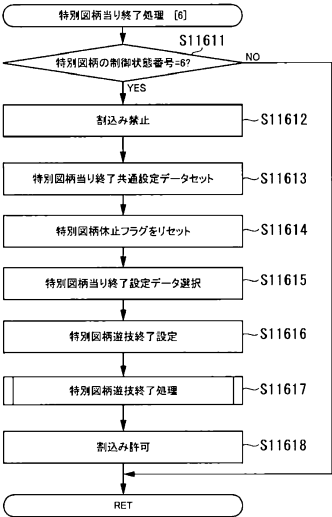 特別図柄当り終了処理 [6]
S11611
特別図柄の制御状態番号=6?
NO
YES
割込み禁止
S11612
特別図柄当り終了共通設定データセット
S11613
特別図柄休止フラグをリセット
S11614
特別図柄当り終了設定データ選択
S11615
特別図柄遊技終了設定
S11616
特別図柄遊技終了処理
S11617
割込み許可
S11618
RET